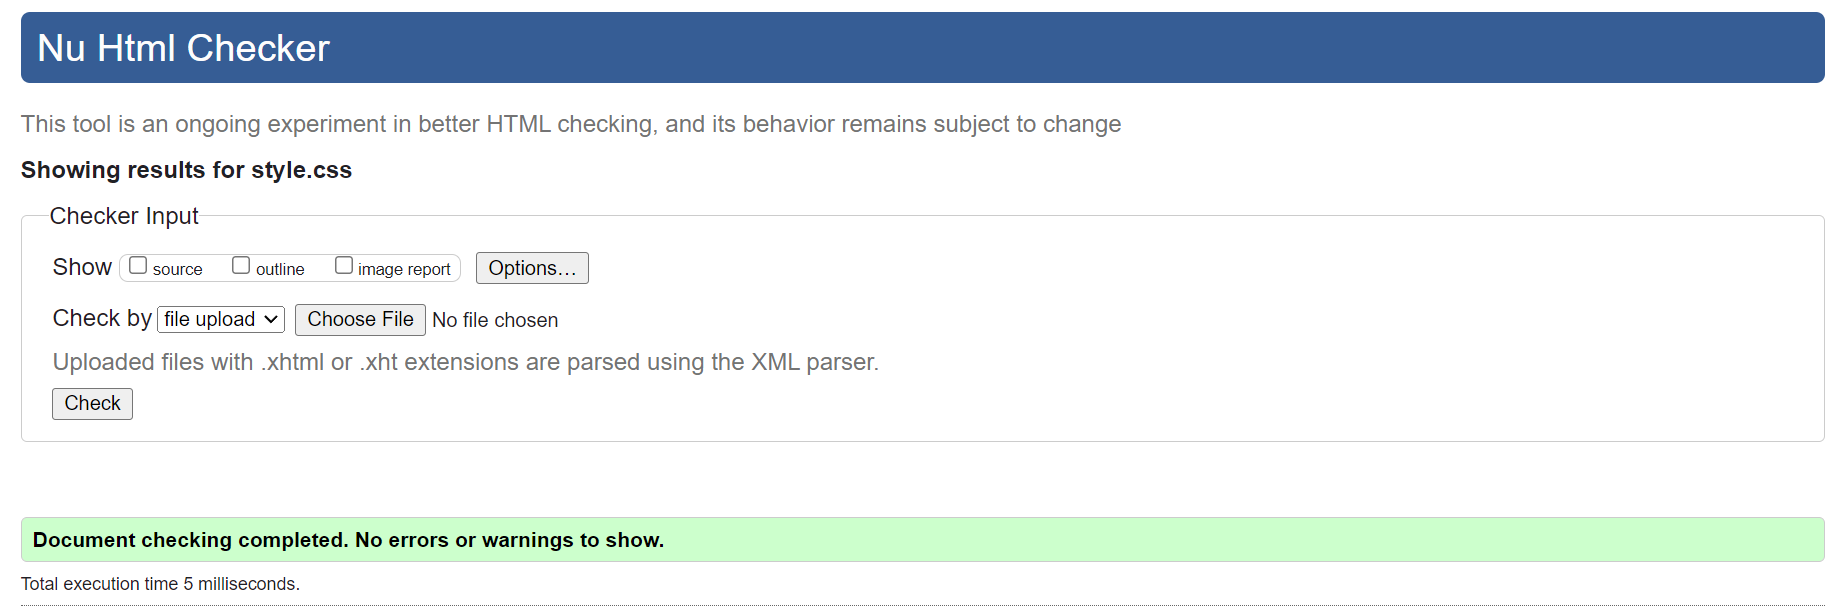 Nu Html Checker
This tool is an ongoing experiment in better HTML checking, and its behavior remains subject to change
Showing results for style.css
Checker Input
Show source outline image report Options...
Check by file upload Choose File No file chosen
Uploaded files with .xhtml or .xht extensions are parsed using the XML parser.
Check
Document checking completed. No errors or warnings to show.
Total execution time 5 milliseconds.